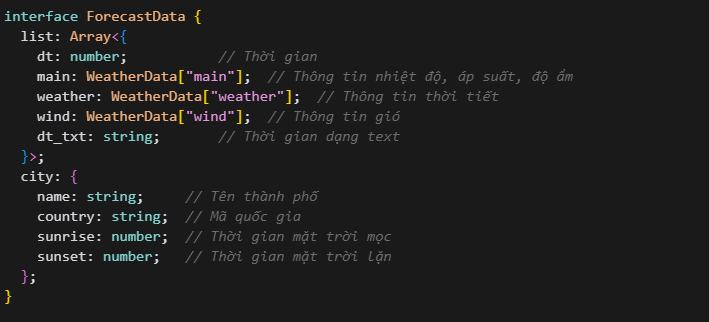 interface ForecastData {
  list: Array<{
    dt: number;           // Thời gian
    main: WeatherData["main"];  // Thông tin nhiệt độ, áp suất, độ ẩm
    weather: WeatherData["weather"];  // Thông tin thời tiết
    wind: WeatherData["wind"];  // Thông tin gió
    dt_txt: string;       // Thời gian dạng text
  }>;
  city: {
    name: string;     // Tên thành phố
    country: string;  // Mã quốc gia
    sunrise: number;  // Thời gian mặt trời mọc
    sunset: number;   // Thời gian mặt trời lặn
  };
}